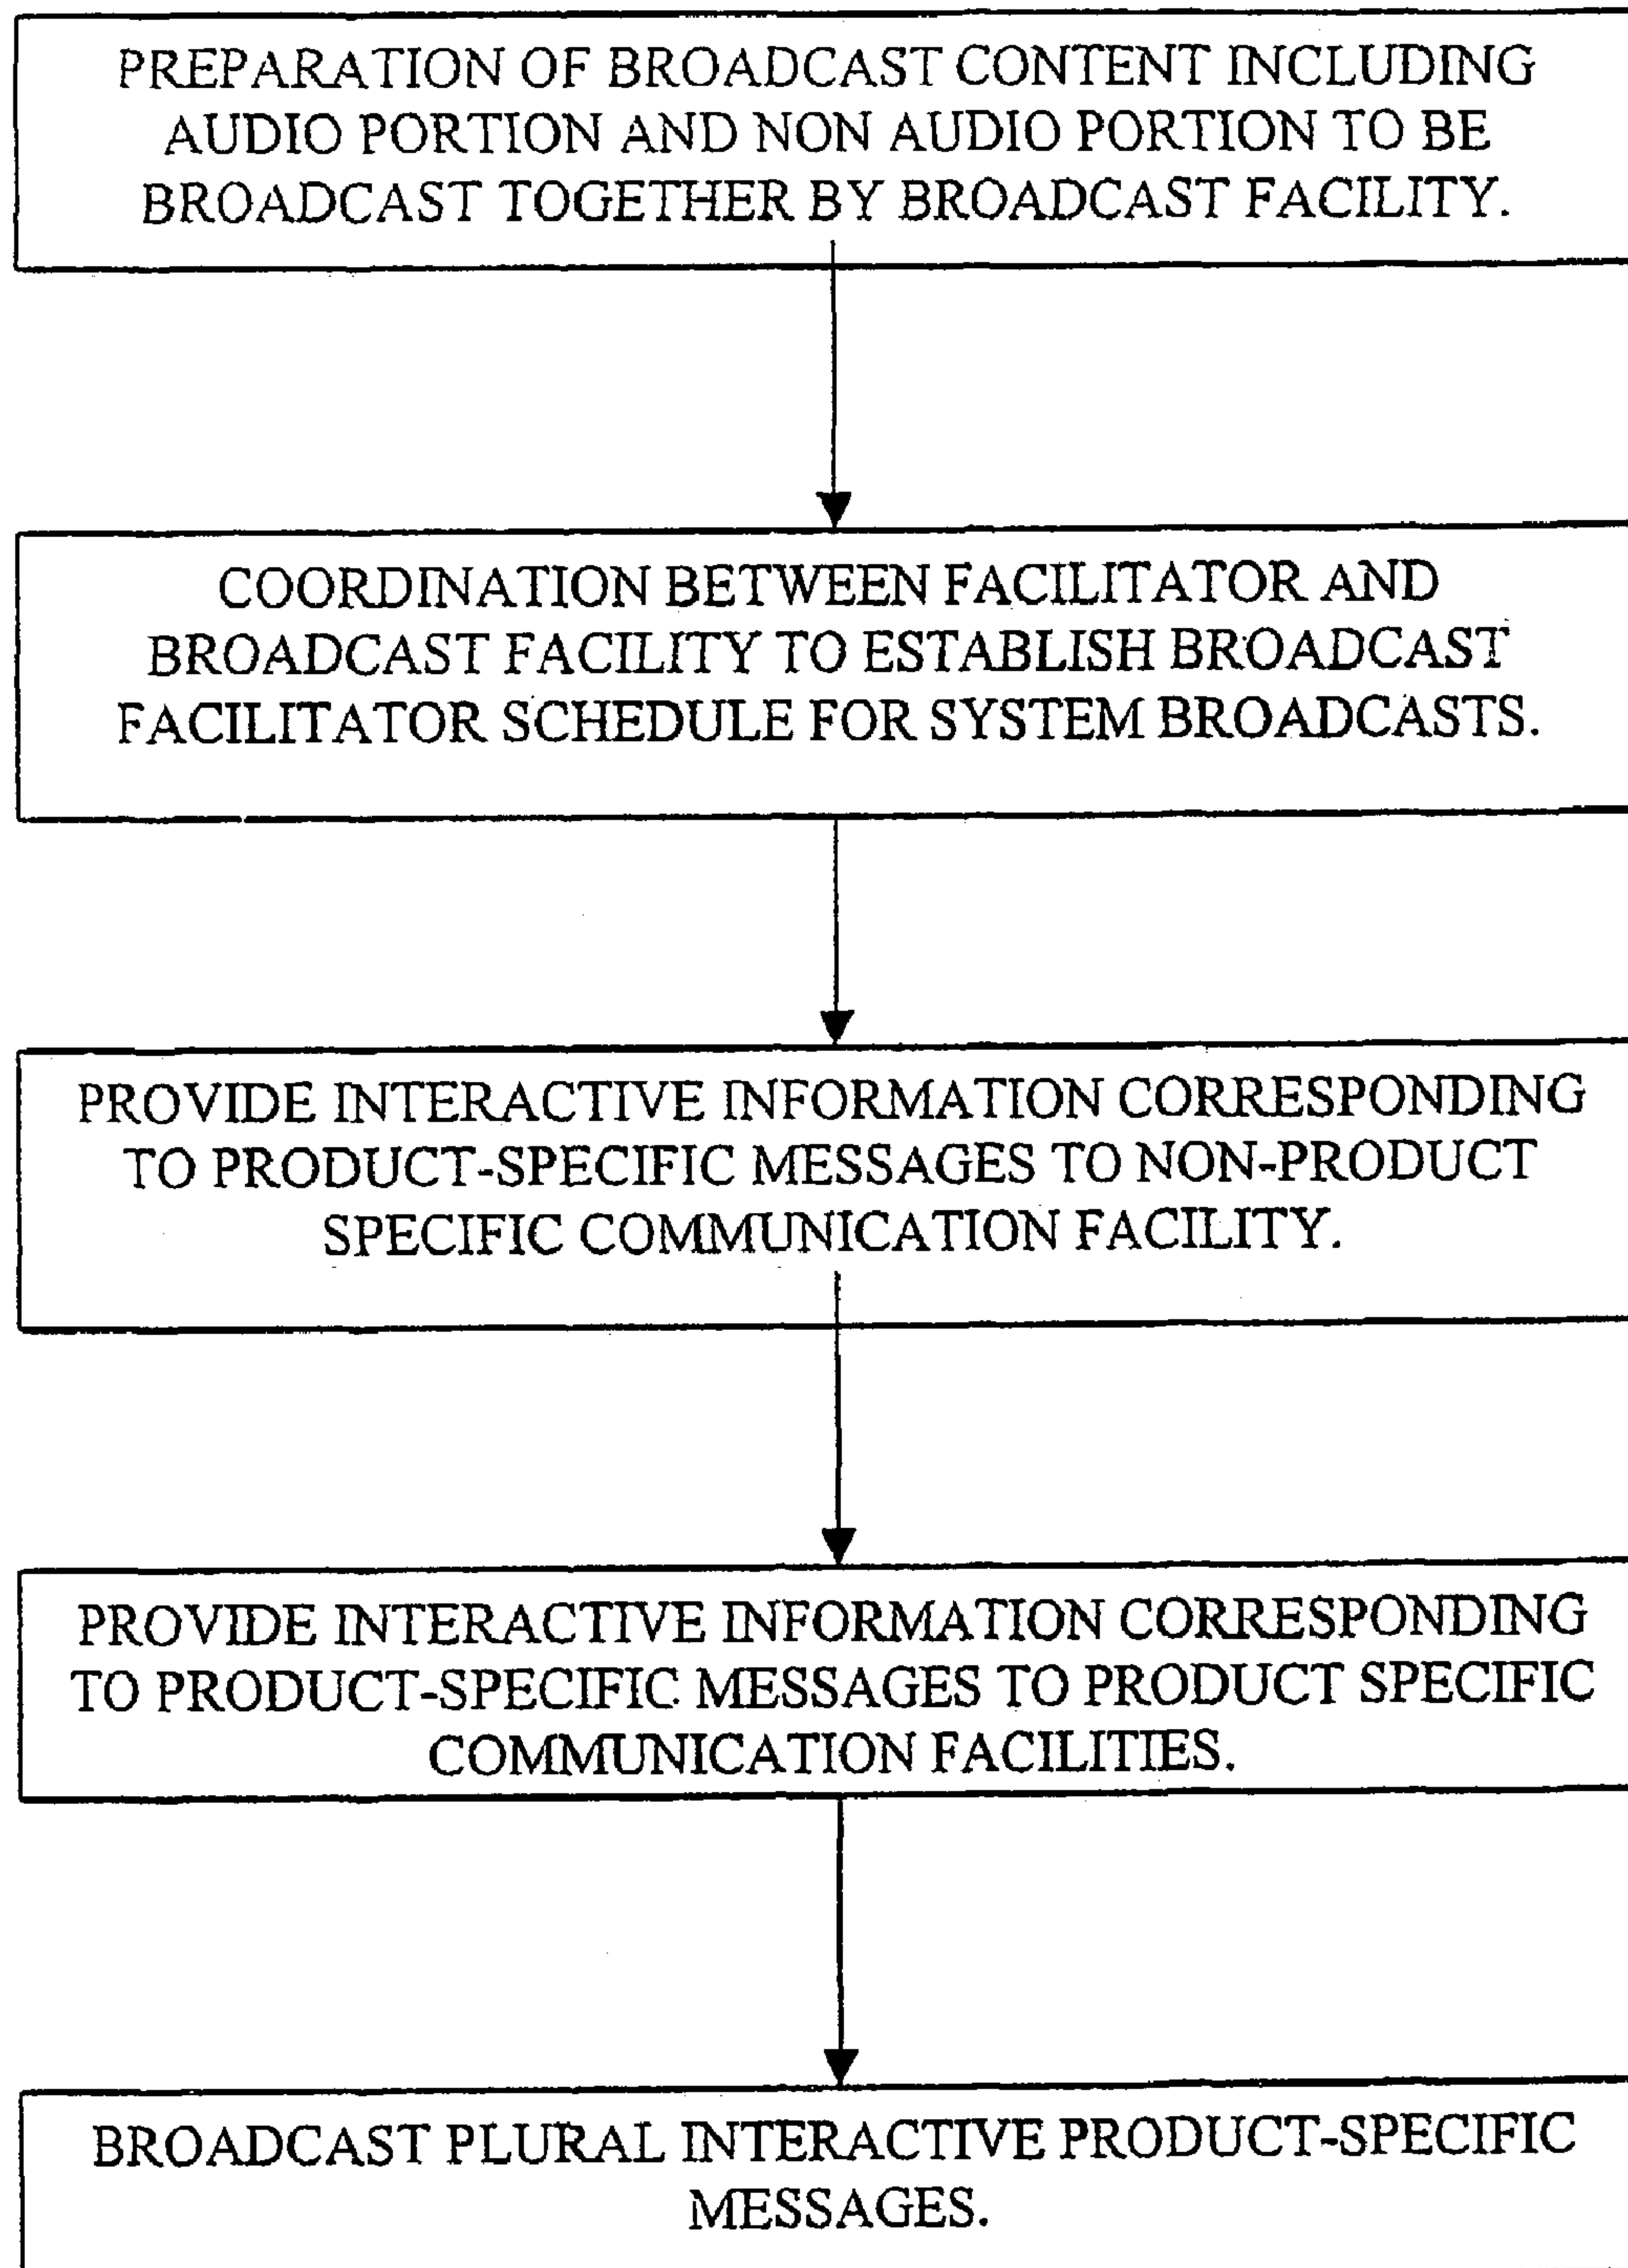 PREPARATION OF BROADCAST CONTENT INCLUDING
AUDIO PORTION AND NON AUDIO PORTION TO BE
BROADCAST TOGETHER BY BROADCAST FACILITY.
COORDINATION BETWEEN FACILITATOR AND
BROADCAST FACILITY TO ESTABLISH BROADCAST
FACILITATOR SCHEDULE FOR SYSTEM BROADCASTS.
PROVIDE INTERACTIVE INFORMATION CORRESPONDING
TO PRODUCT-SPECIFIC MESSAGES TO NON-PRODUCT
SPECIFIC COMMUNICATION FACILITY.
PROVIDE INTERACTIVE INFORMATION CORRESPONDING
TO PRODUCT-SPECIFIC MESSAGES TO PRODUCT SPECIFIC
COMMUNICATION FACILITIES.
BROADCAST PLURAL INTERACTIVE PRODUCT-SPECIFIC
MESSAGES.